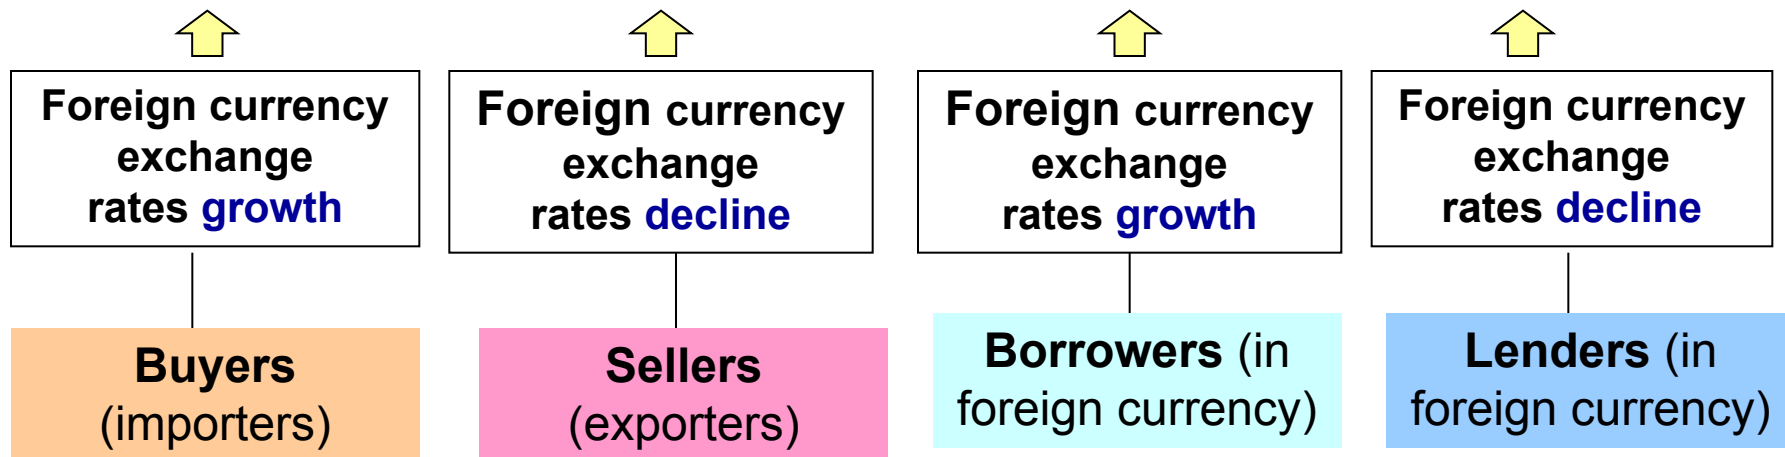 Foreign currency
exchange
rates growth
Foreign currency
exchange
rates decline
Foreign currency
exchange
rates growth
Foreign currency
exchange
rates decline
Buyers
(importers)
Sellers
(exporters)
Borrowers (in
foreign currency)
Lenders (in
foreign currency)